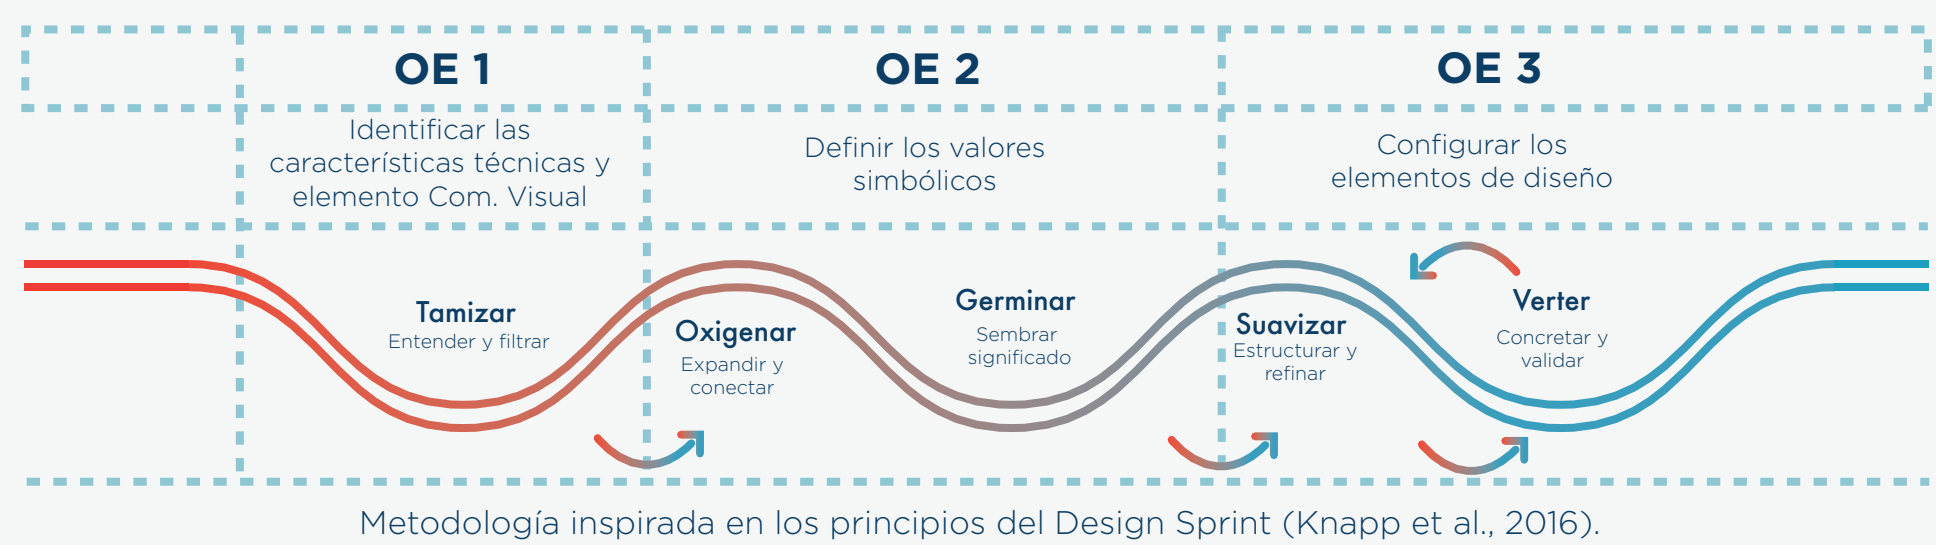 OE 1
OE 2
OE 3
Identificar las
características técnicas y
elemento Com. Visual
Definir los valores
simbólicos
Configurar los
elementos de diseño
Tamizar
Entender y filtrar
Oxigenar
Expandir y
conectar
Germinar
Sembrar
significado
Suavizar
Estructurar y
refinar
Verter
Concretar y
validar
Metodología inspirada en los principios del Design Sprint (Knapp et al., 2016).